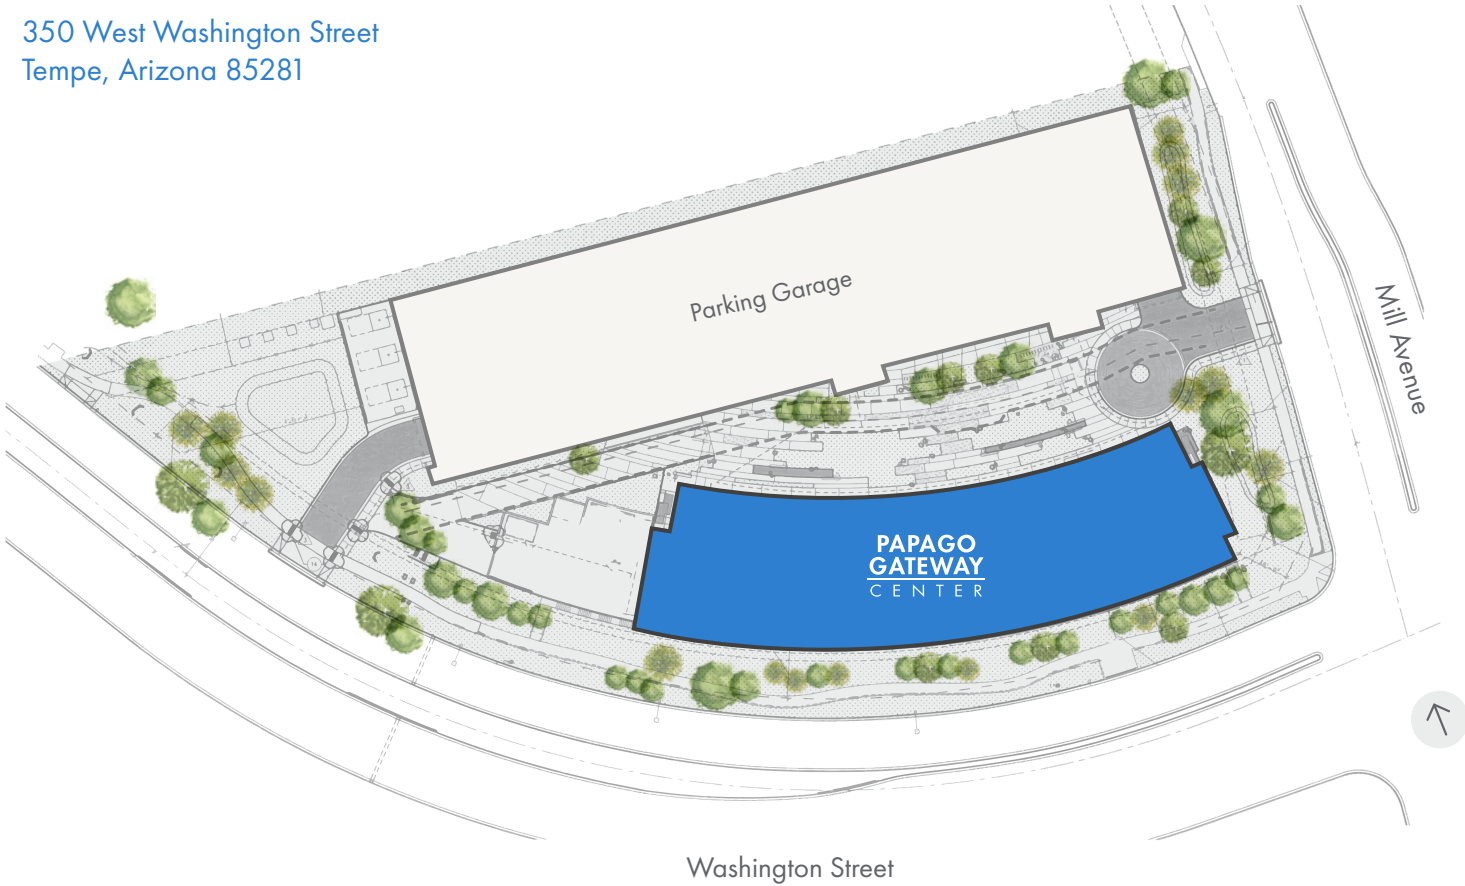 350 West Washington Street
Tempe, Arizona 85281
Parking Garage
Mill Avenue
PAPAGO
GATEWAY
CENTER
Washington Street